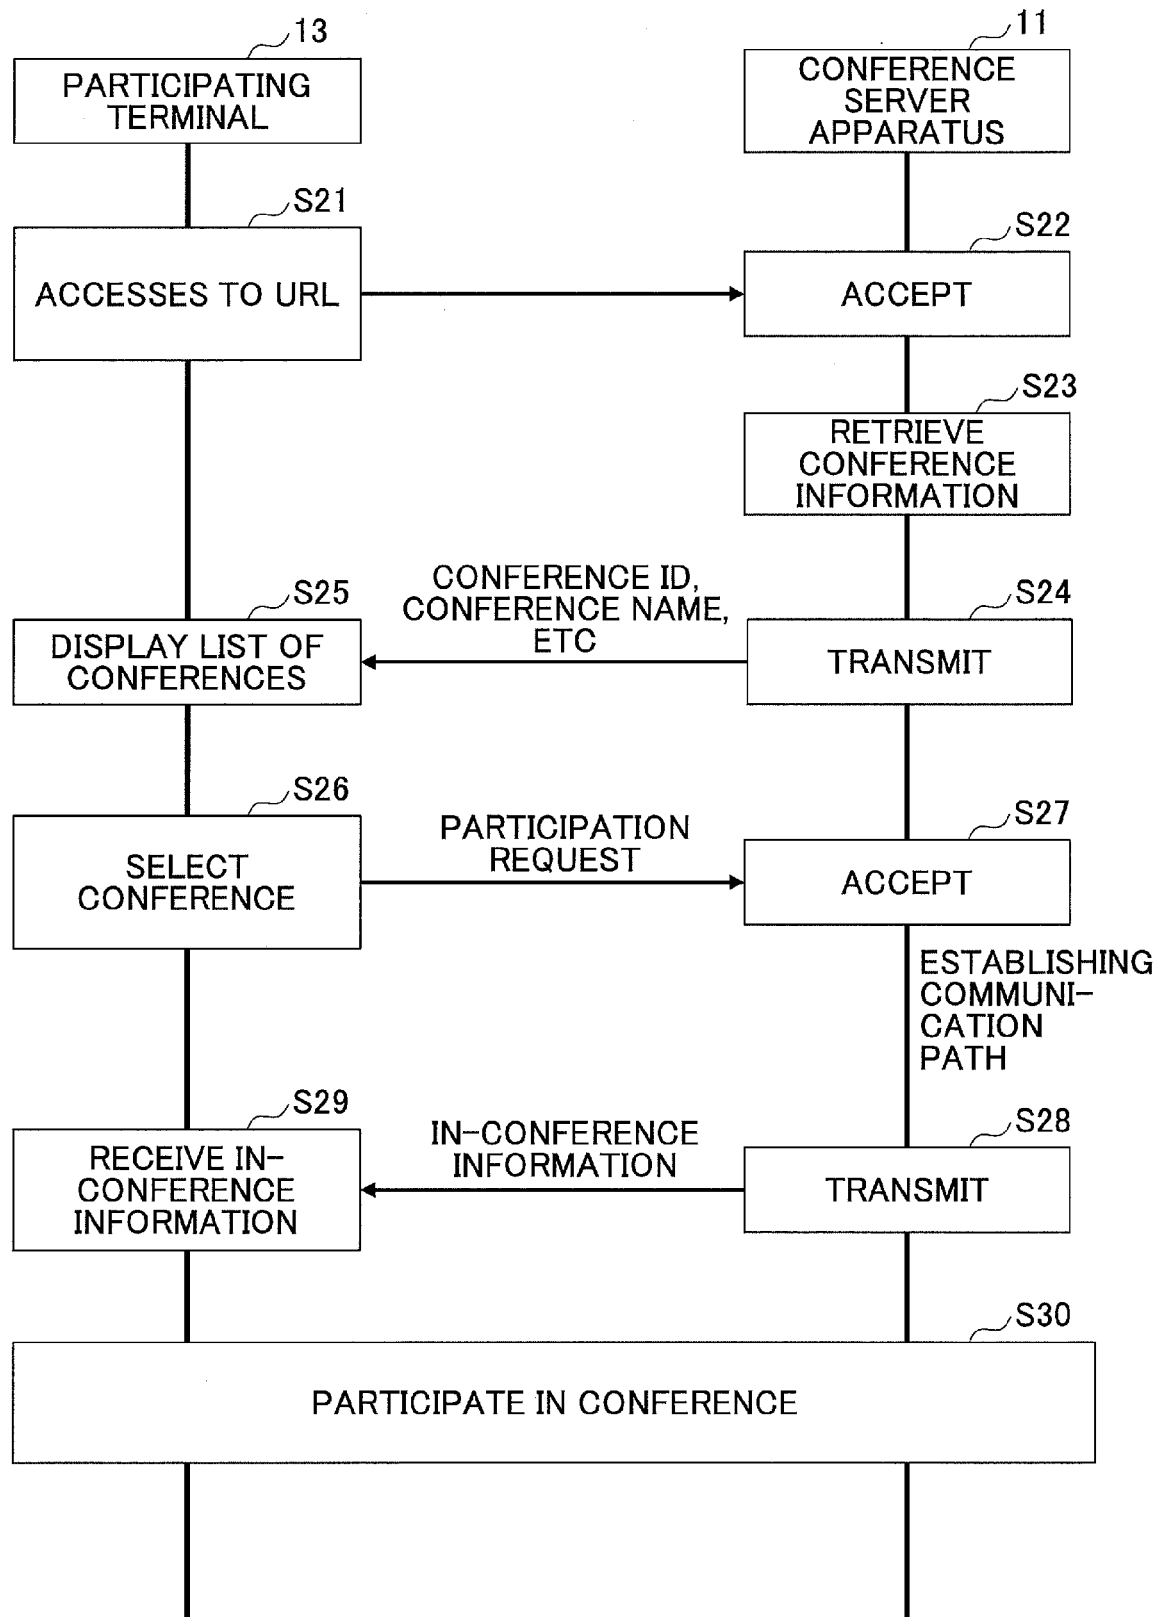 13
PARTICIPATING
TERMINAL
11
CONFERENCE
SERVER
APPARATUS
S21
ACCESSES TO URL
S22
ACCEPT
S23
RETRIEVE
CONFERENCE
INFORMATION
S25
DISPLAY LIST OF
CONFERENCES
CONFERENCE ID,
CONFERENCE NAME,
ETC
S24
TRANSMIT
S26
SELECT
CONFERENCE
PARTICIPATION
REQUEST
S27
ACCEPT
ESTABLISHING
COMMUNI-
CATION
PATH
S29
RECEIVE IN-
CONFERENCE
INFORMATION
IN-CONFERENCE
INFORMATION
S28
TRANSMIT
S30
PARTICIPATE IN CONFERENCE